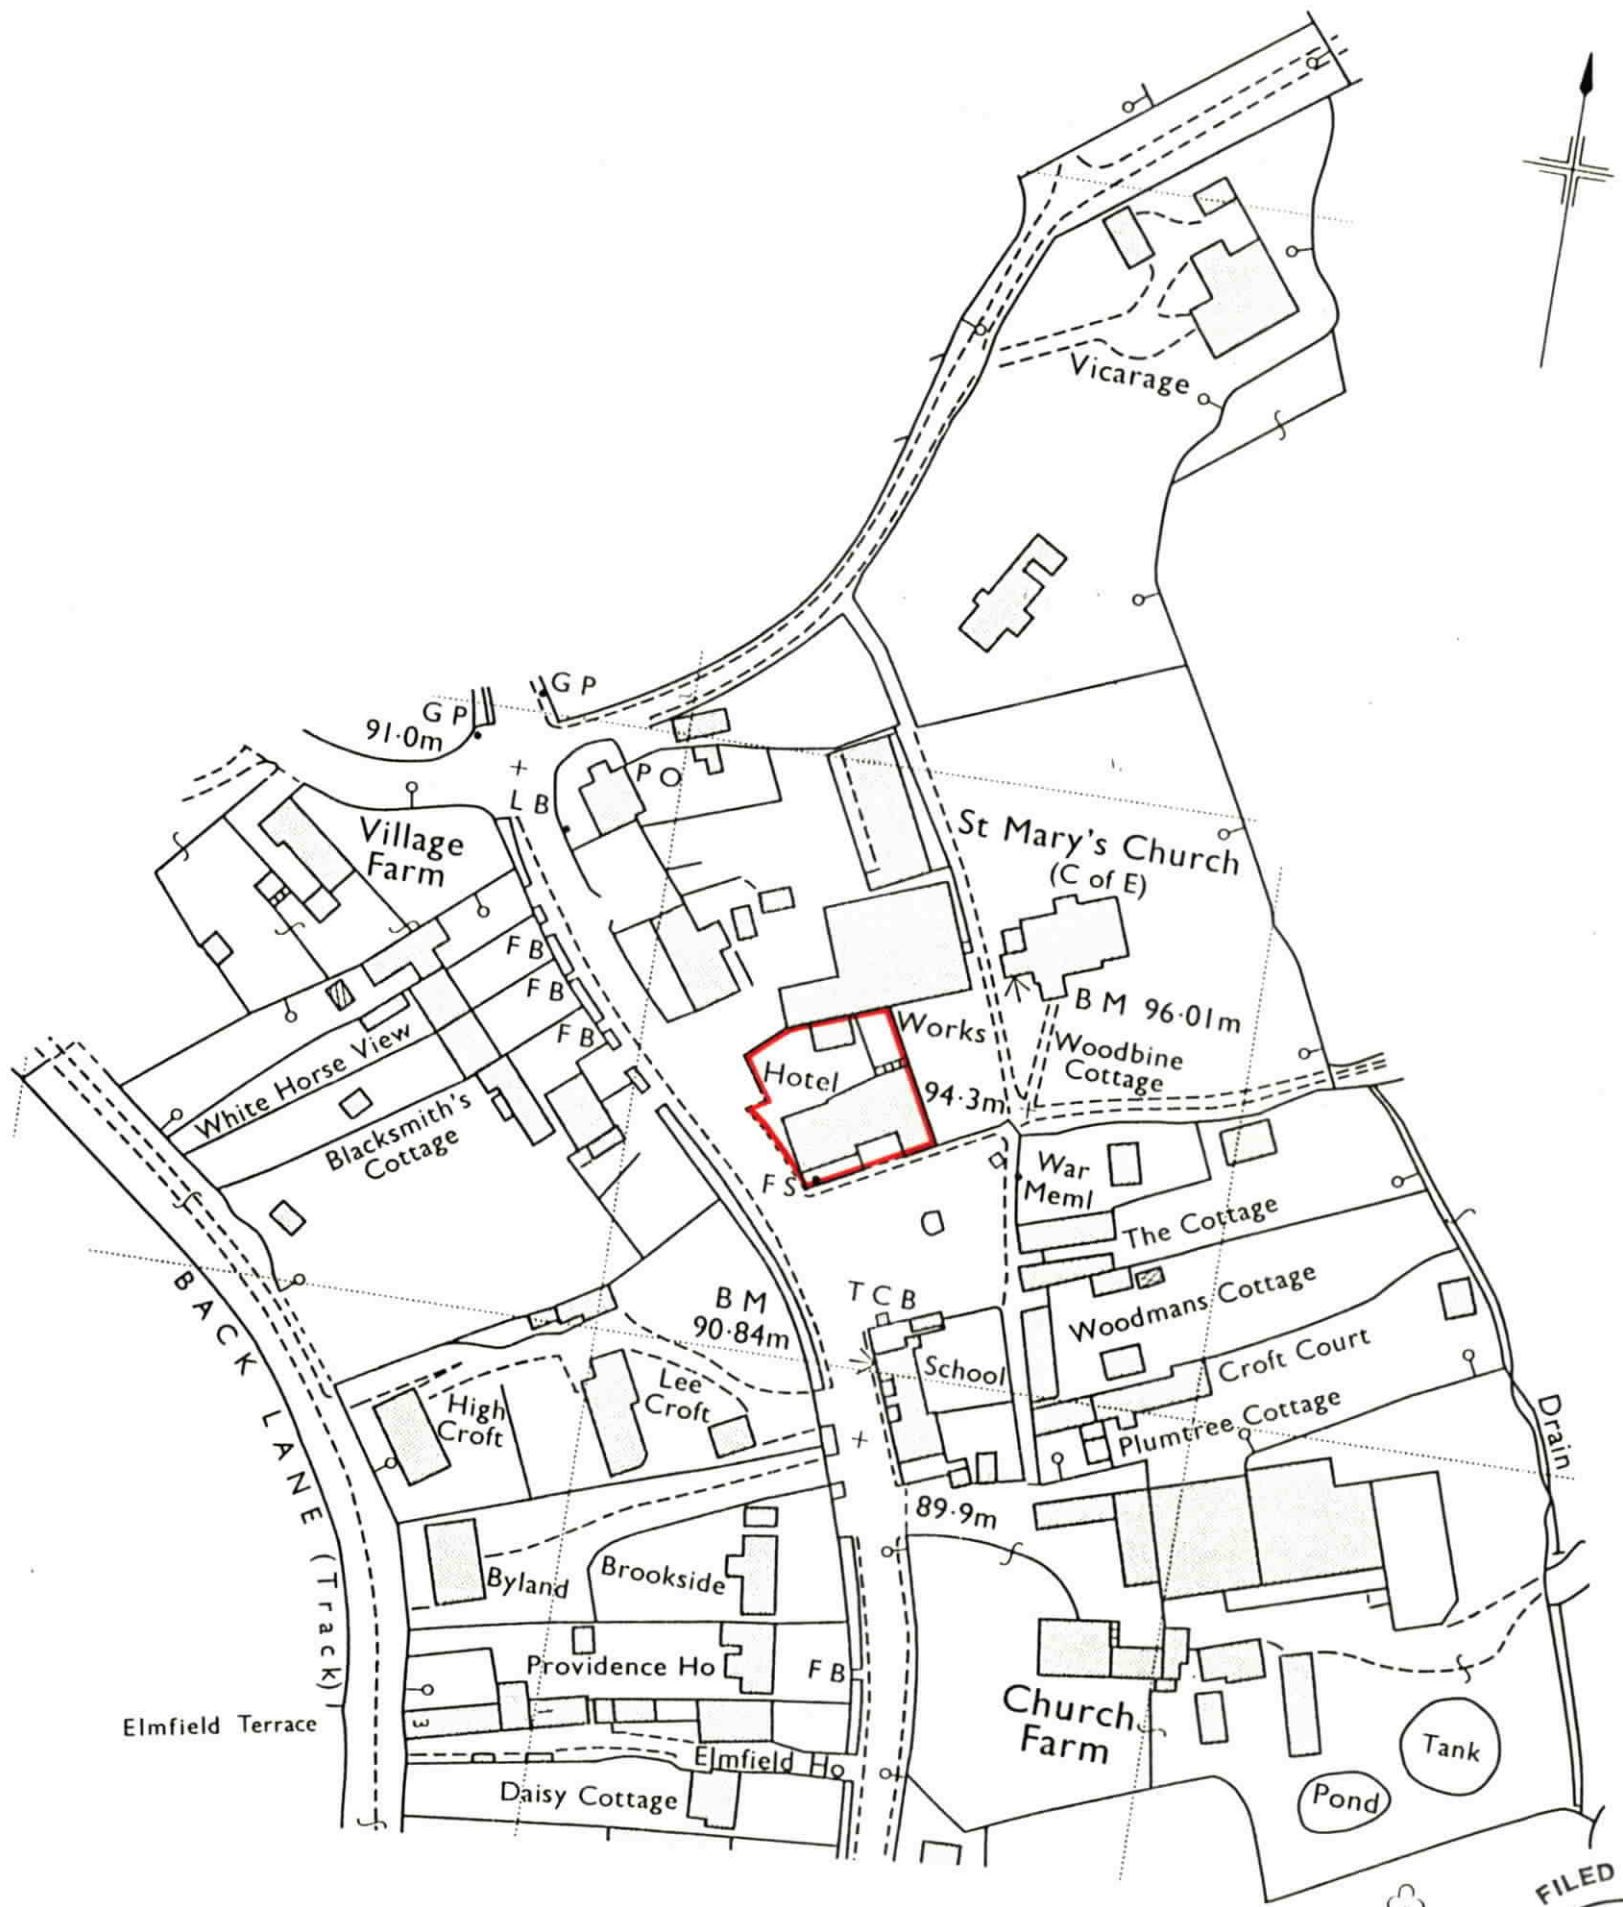 Vicarage
G P
G P
91·0m
P O
L B
Village
Farm
St Mary's Church
(C of E)
F B
F B
F B
B M 96·01m
Works
Woodbine
Cottage
Hotel
94·3m
White Horse View
Blacksmith's
Cottage
F S
War
Meml
The Cottage
BACK LANE (Track)
B M
90·84m
T C B
Woodmans Cottage
School
Croft Court
Lee
Croft
High
Croft
Plumtree Cottage
Drain
89·9m
Byland
Brookside
Providence Ho
F B
Elmfield Terrace
3
1
Church
Farm
Elmfield Ho
Tank
Daisy Cottage
Pond
FILED